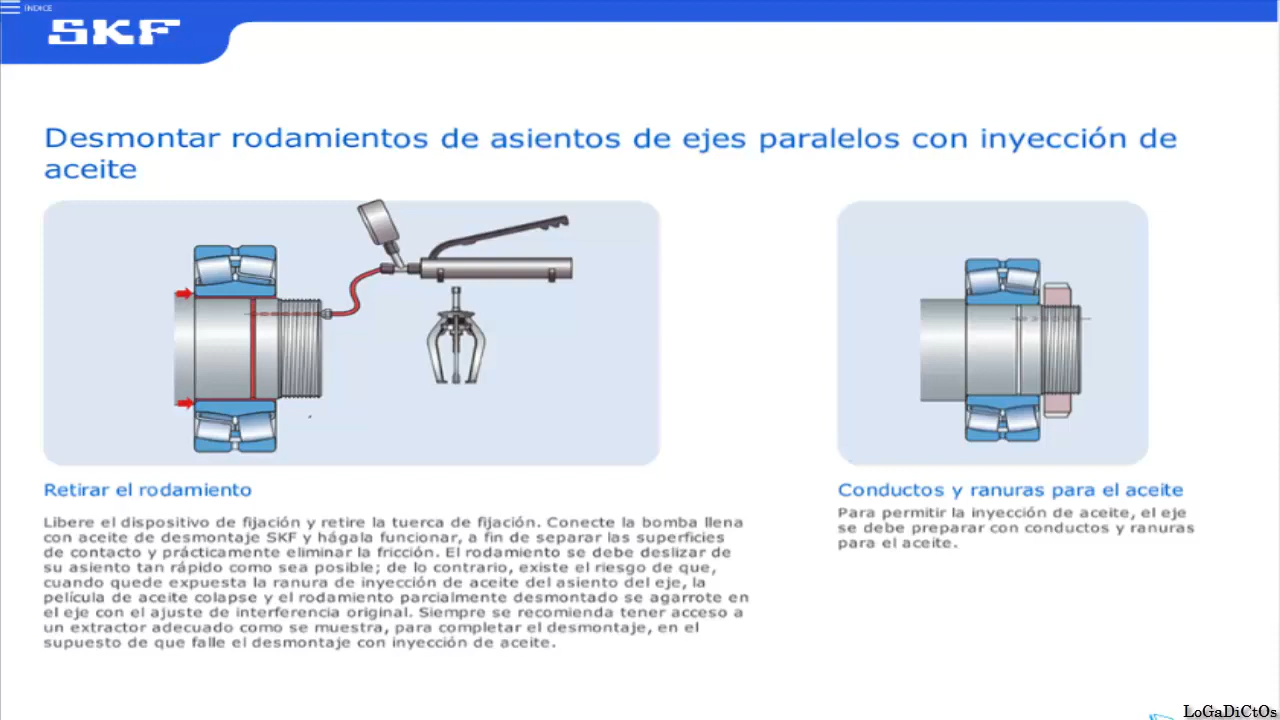 ÍNDICE
SKF
Desmontar rodamientos de asientos de ejes paralelos con inyección de
aceite
Retirar el rodamiento
Libere el dispositivo de fijación y retire la tuerca de fijación. Conecte la bomba llena
con aceite de desmontaje SKF y hágala funcionar, a fin de separar las superficies
de contacto y prácticamente eliminar la fricción. El rodamiento se debe deslizar de
su asiento tan rápido como sea posible; de lo contrario, existe el riesgo de que,
cuando quede expuesta la ranura de inyección de aceite del asiento del eje, la
película de aceite colapse y el rodamiento parcialmente desmontado se agarrote en
el eje con el ajuste de interferencia original. Siempre se recomienda tener acceso a
un extractor adecuado como se muestra, para completar el desmontaje, en el
supuesto de que falle el desmontaje con inyección de aceite.
Conductos y ranuras para el aceite
Para permitir la inyección de aceite, el eje
se debe preparar con conductos y ranuras
para el aceite.
LoGaDiCtOs